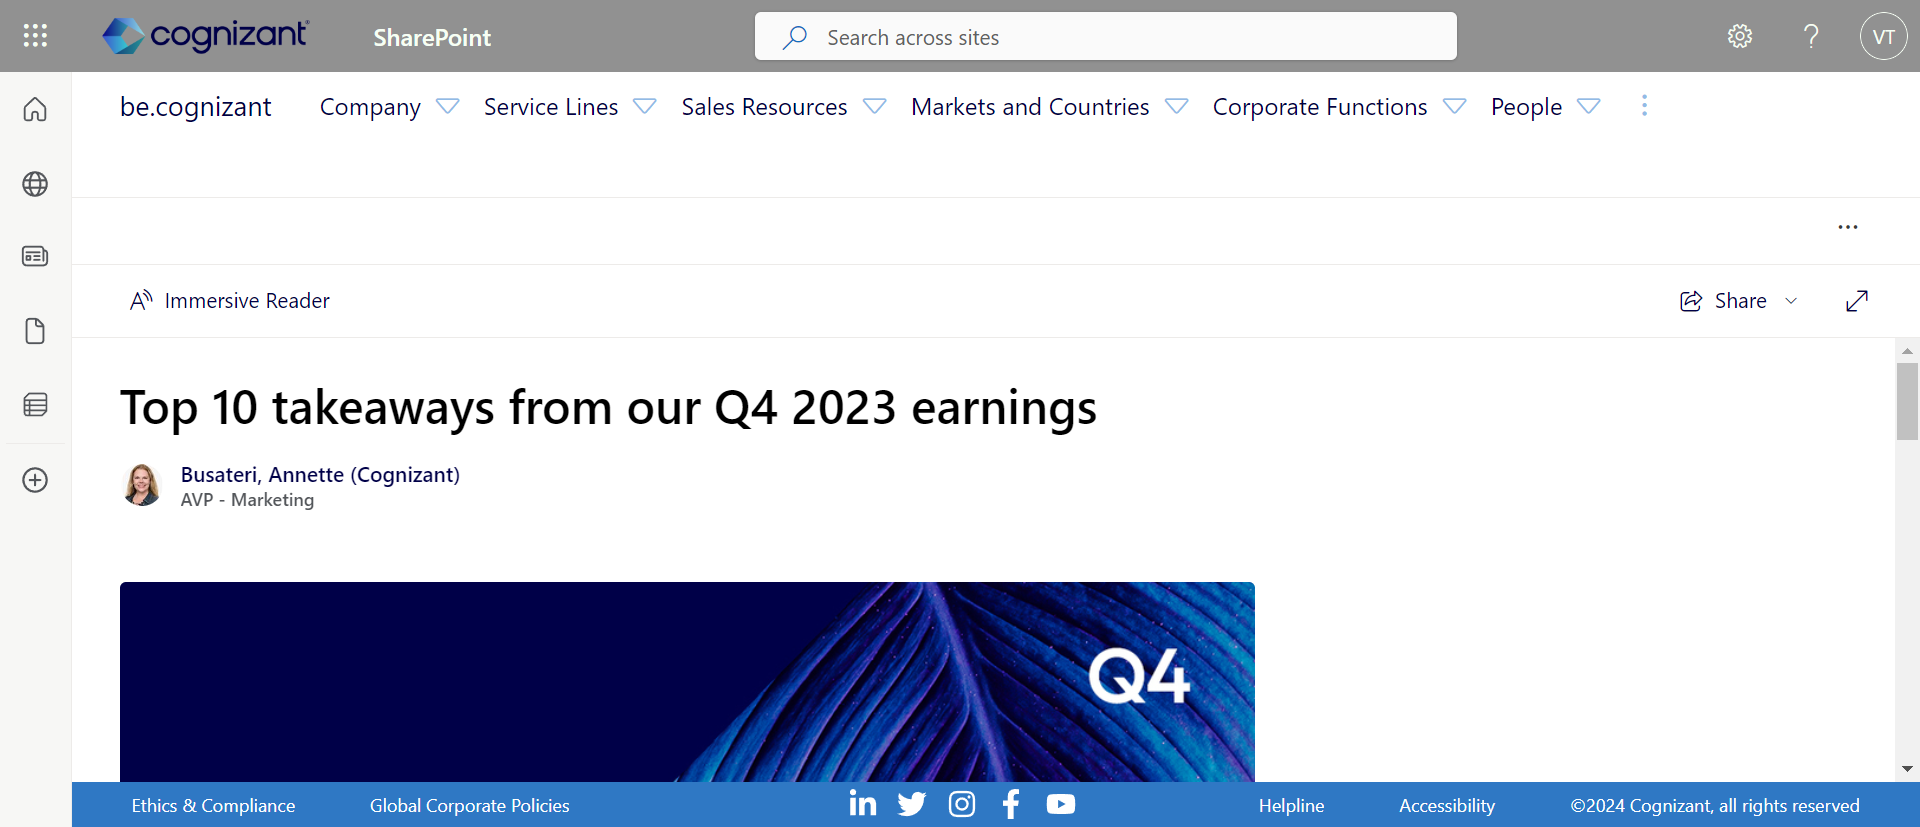 cognizant
SharePoint
Search across sites
VT
be.cognizant
Company
Service Lines
Sales Resources
Markets and Countries
Corporate Functions
People
Immersive Reader
Share
Top 10 takeaways from our Q4 2023 earnings
Busateri, Annette (Cognizant)
AVP - Marketing
Q4
Ethics & Compliance
Global Corporate Policies
Helpline
Accessibility
©2024 Cognizant, all rights reserved